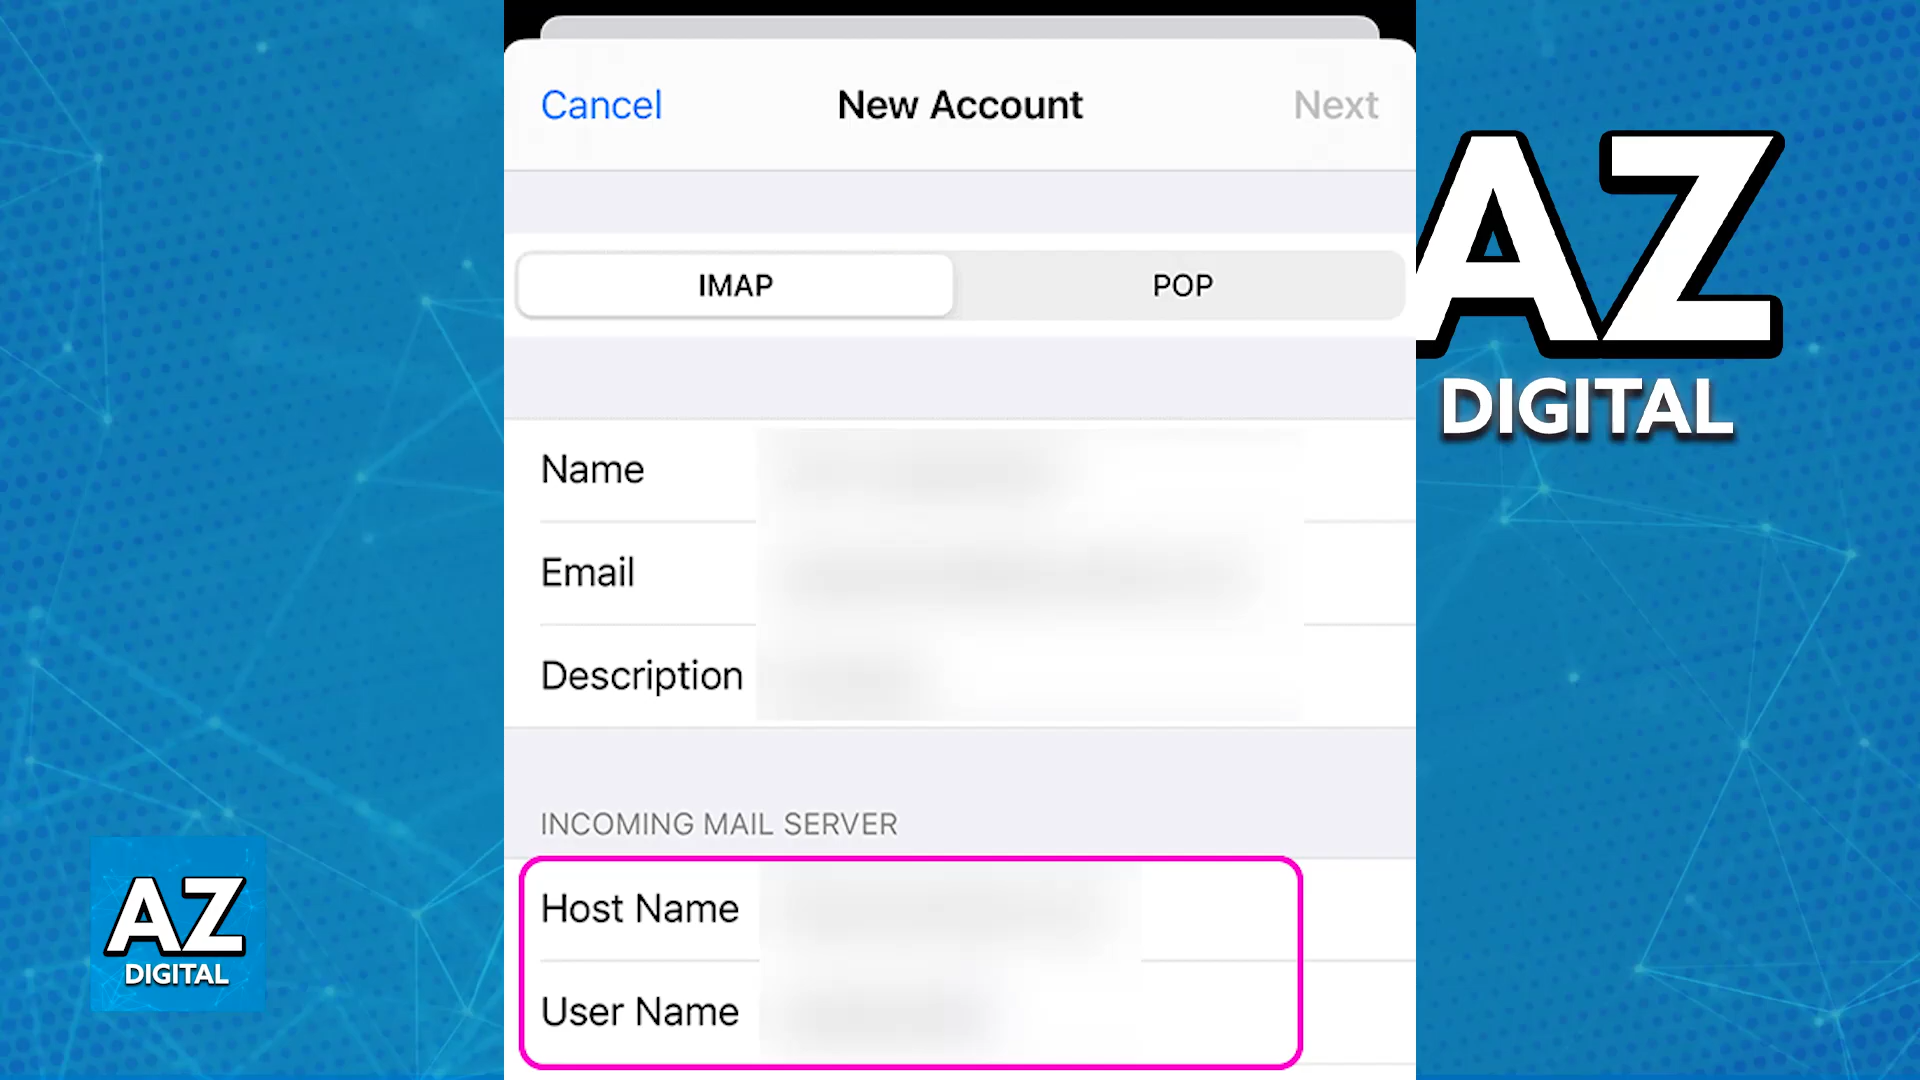 Cancel New Account Next
IMAP POP
Name
Email
Description
INCOMING MAIL SERVER
Host Name
User Name
AZ
DIGITAL
AZ
DIGITAL